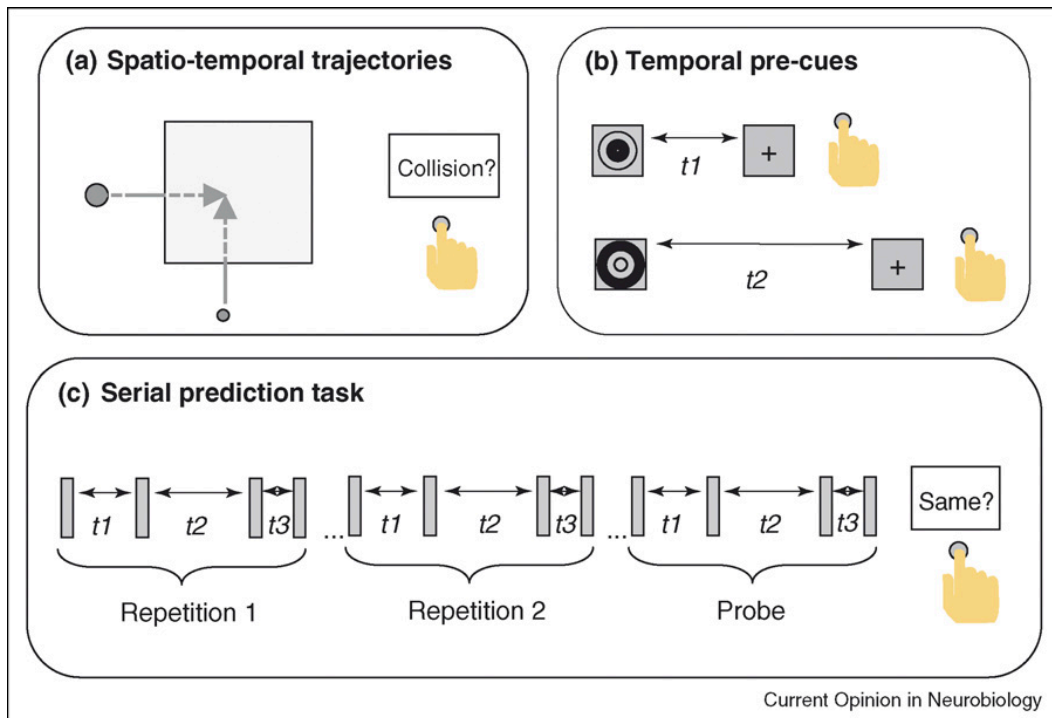 (a) Spatio-temporal trajectories
Collision?
(b) Temporal pre-cues
t1
+
t2
+
(c) Serial prediction task
t1 t2 t3 ... t1 t2 t3 ... t1 t2 t3
Same?
Repetition 1 Repetition 2 Probe
Current Opinion in Neurobiology